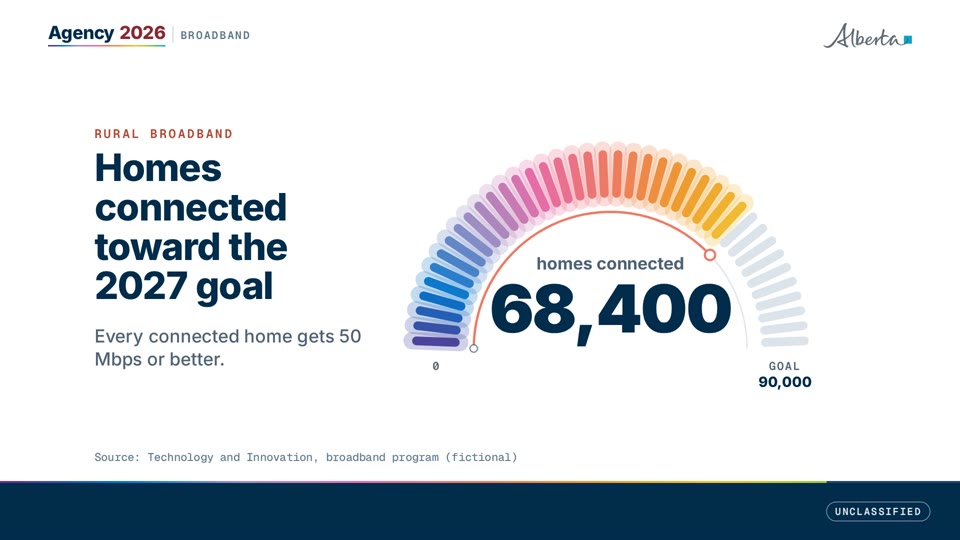 Agency 2026 | BROADBAND
Alberta
RURAL BROADBAND
Homes
connected
toward the
2027 goal
Every connected home gets 50
Mbps or better.
homes connected
68,400
0
GOAL
90,000
Source: Technology and Innovation, broadband program (fictional)
UNCLASSIFIED